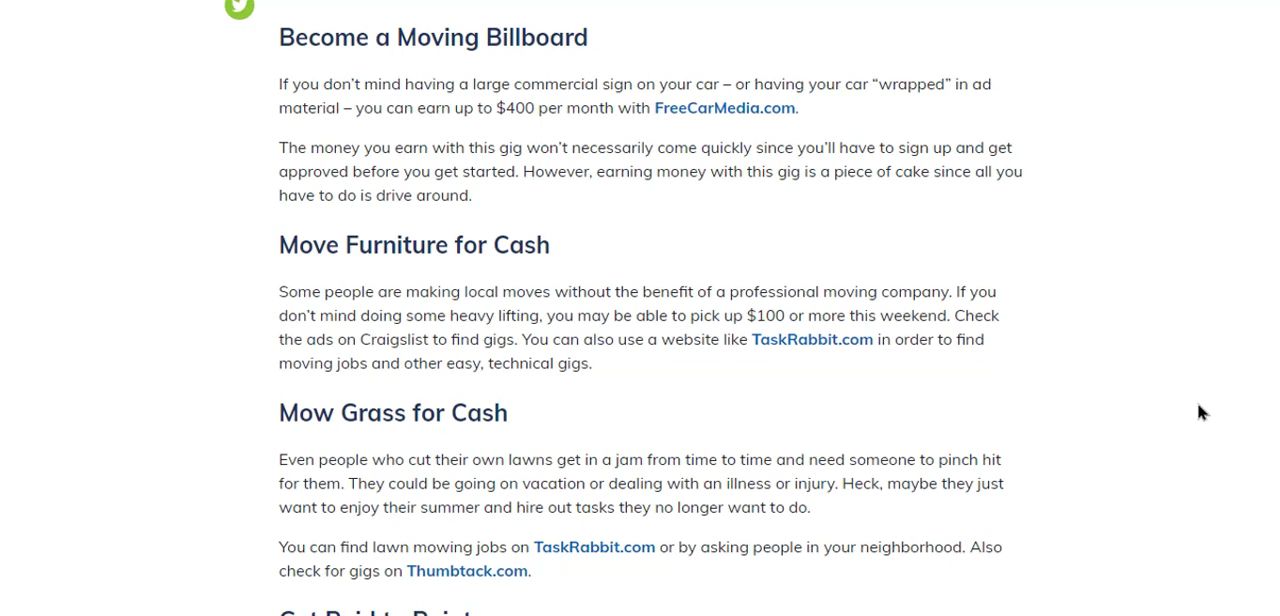 Become a Moving Billboard
If you don’t mind having a large commercial sign on your car – or having your car “wrapped” in ad
material – you can earn up to $400 per month with FreeCarMedia.com.
The money you earn with this gig won’t necessarily come quickly since you’ll have to sign up and get
approved before you get started. However, earning money with this gig is a piece of cake since all you
have to do is drive around.
Move Furniture for Cash
Some people are making local moves without the benefit of a professional moving company. If you
don’t mind doing some heavy lifting, you may be able to pick up $100 or more this weekend. Check
the ads on Craigslist to find gigs. You can also use a website like TaskRabbit.com in order to find
moving jobs and other easy, technical gigs.
Mow Grass for Cash
Even people who cut their own lawns get in a jam from time to time and need someone to pinch hit
for them. They could be going on vacation or dealing with an illness or injury. Heck, maybe they just
want to enjoy their summer and hire out tasks they no longer want to do.
You can find lawn mowing jobs on TaskRabbit.com or by asking people in your neighborhood. Also
check for gigs on Thumbtack.com.